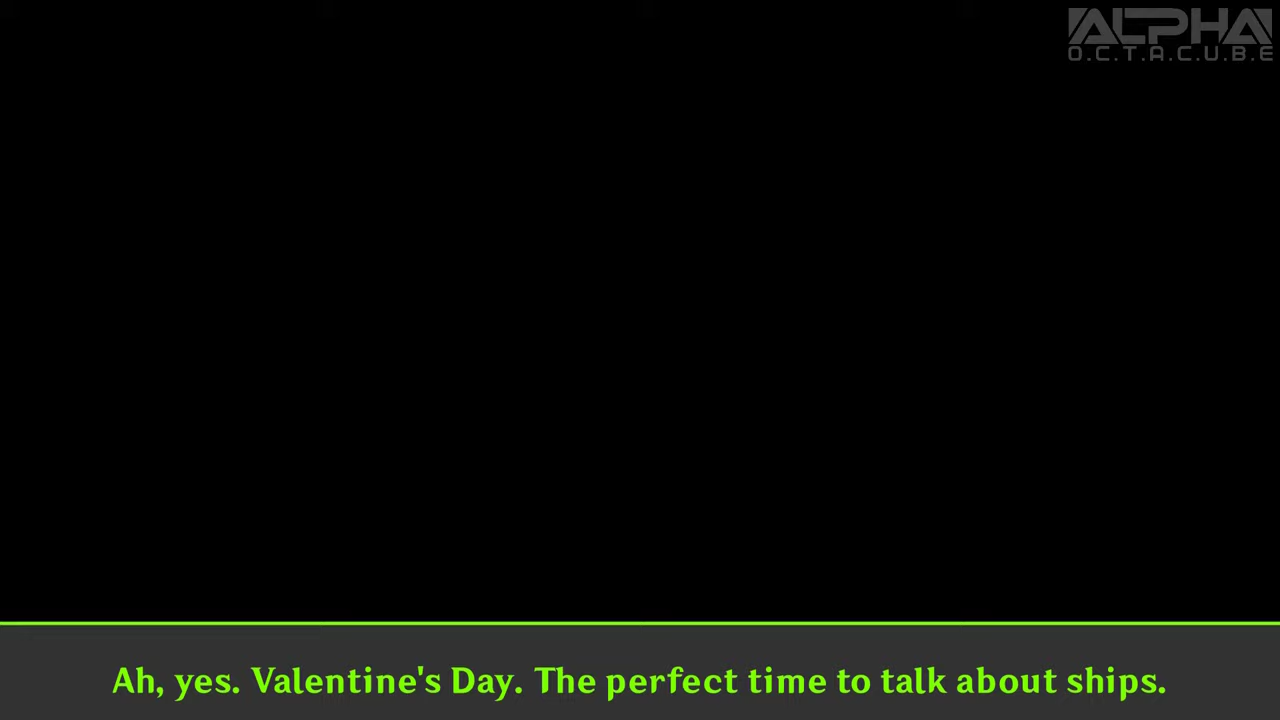 ALPHA
O.C.T.A.C.U.B.E
Ah, yes. Valentine's Day. The perfect time to talk about ships.